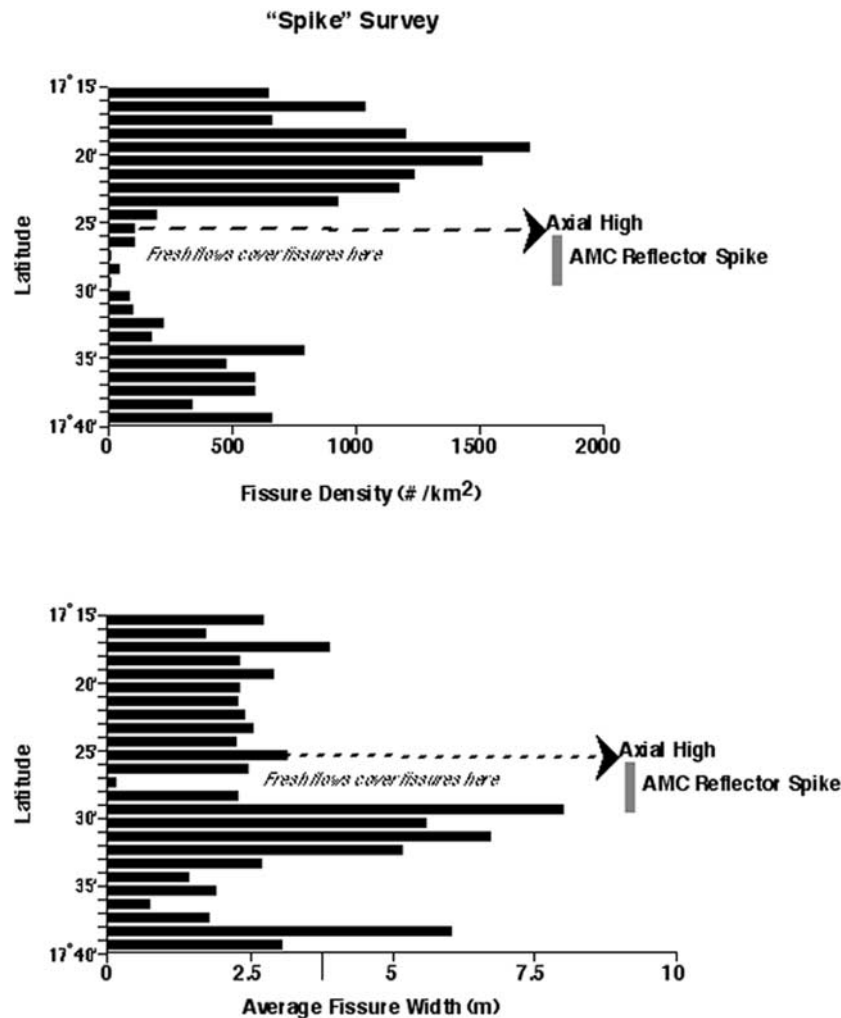 “Spike” Survey
17° 15'
20'
25'
30'
35'
17° 40'
Latitude
Axial High
Fresh flows cover fissures here
AMC Reflector Spike
0 500 1000 1500 2000
Fissure Density (# /km2)
17° 15'
20'
25'
30'
35'
17° 40'
Latitude
Axial High
Fresh flows cover fissures here
AMC Reflector Spike
0 2.5 5 7.5 10
Average Fissure Width (m)